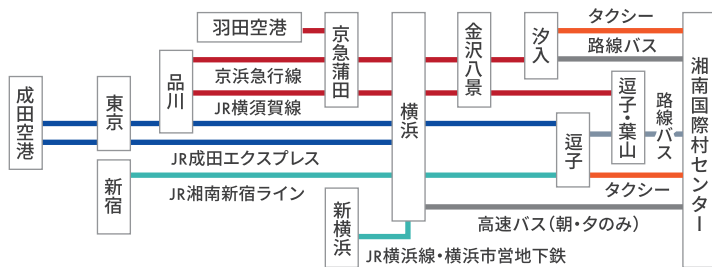 羽田空港
京急蒲田
金沢八景
汐入
タクシー
路線バス
湘南国際村センター
品川
京浜急行線
横浜
成田空港
東京
JR横須賀線
逗子・葉山
路線バス
逗子
JR成田エクスプレス
新宿
JR湘南新宿ライン
タクシー
新横浜
高速バス（朝・夕のみ）
JR横浜線・横浜市営地下鉄